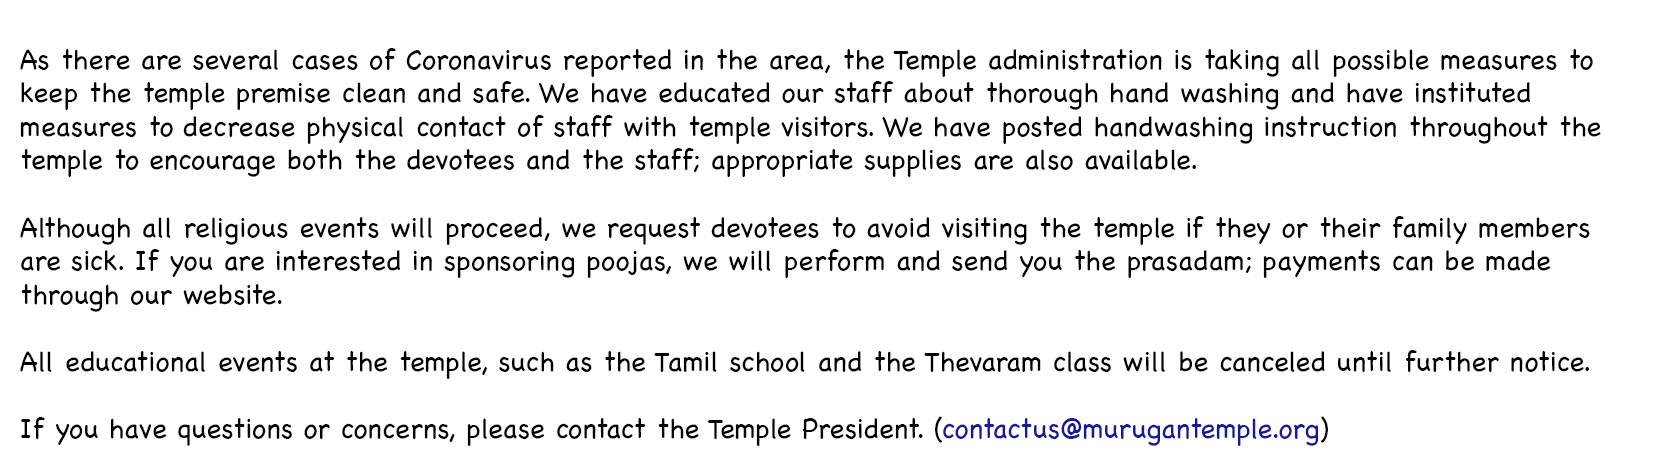 As there are several cases of Coronavirus reported in the area, the Temple administration is taking all possible measures to
keep the temple premise clean and safe. We have educated our staff about thorough hand washing and have instituted
measures to decrease physical contact of staff with temple visitors. We have posted handwashing instruction throughout the
temple to encourage both the devotees and the staff; appropriate supplies are also available.
Although all religious events will proceed, we request devotees to avoid visiting the temple if they or their family members
are sick. If you are interested in sponsoring poojas, we will perform and send you the prasadam; payments can be made
through our website.
All educational events at the temple, such as the Tamil school and the Thevaram class will be canceled until further notice.
If you have questions or concerns, please contact the Temple President. (contactus@murugantemple.org)